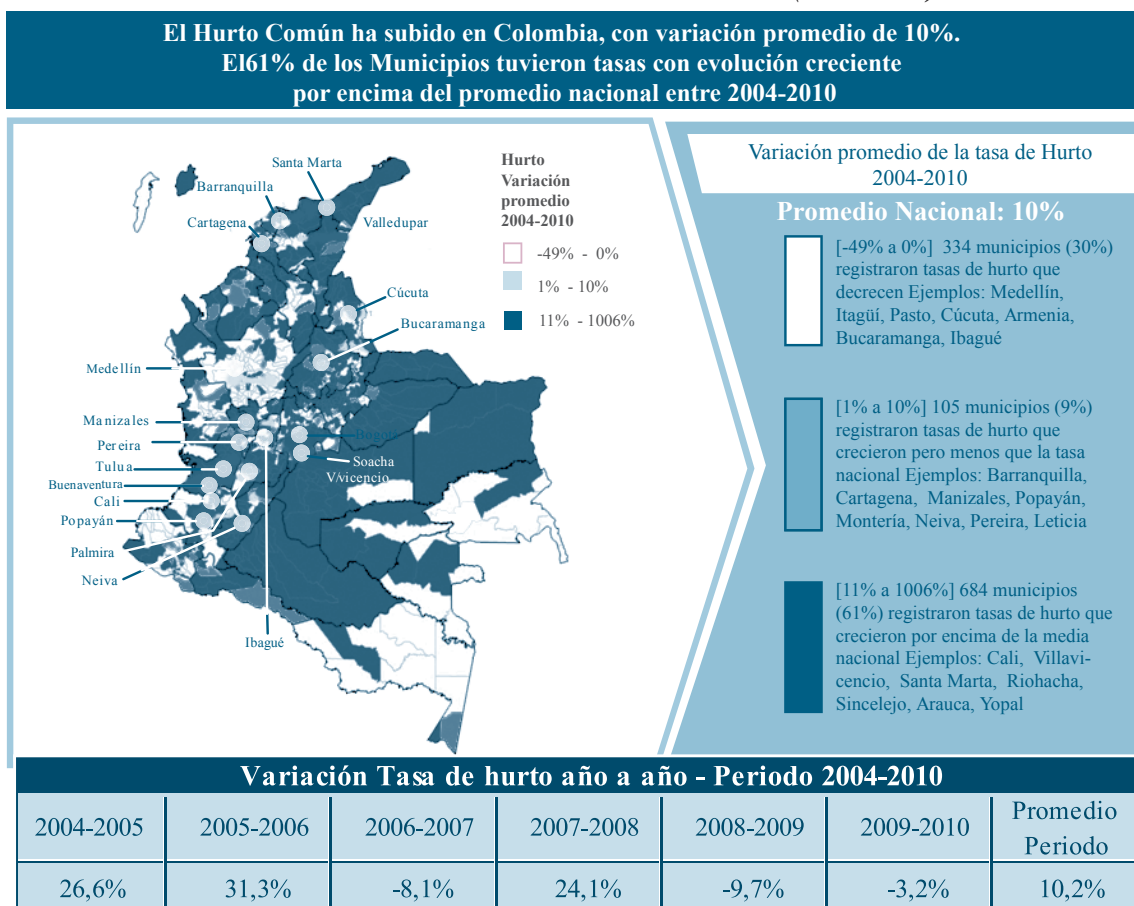 El Hurto Común ha subido en Colombia, con variación promedio de 10%.
El61% de los Municipios tuvieron tasas con evolución creciente
por encima del promedio nacional entre 2004-2010
Santa Marta
Barranquilla
Cartagena
Valledupar
Cúcuta
Bucaramanga
Medellín
Manizales
Pereira
Tulua
Buenaventura
Cali
Popayán
Palmira
Neiva
Ibagué
Bogotá
Soacha
V/vicencio
Hurto
Variación
promedio
2004-2010
-49% - 0%
1% - 10%
11% - 1006%
Variación promedio de la tasa de Hurto
2004-2010
Promedio Nacional: 10%
[-49% a 0%] 334 municipios (30%)
registraron tasas de hurto que
decrecen Ejemplos: Medellín,
Itagüí, Pasto, Cúcuta, Armenia,
Bucaramanga, Ibagué
[1% a 10%] 105 municipios (9%)
registraron tasas de hurto que
crecieron pero menos que la tasa
nacional Ejemplos: Barranquilla,
Cartagena, Manizales, Popayán,
Montería, Neiva, Pereira, Leticia
[11% a 1006%] 684 municipios
(61%) registraron tasas de hurto que
crecieron por encima de la media
nacional Ejemplos: Cali, Villavi-
cencio, Santa Marta, Riohacha,
Sincelejo, Arauca, Yopal
Variación Tasa de hurto año a año - Periodo 2004-2010
2004-2005 2005-2006 2006-2007 2007-2008 2008-2009 2009-2010 Promedio Periodo
26,6% 31,3% -8,1% 24,1% -9,7% -3,2% 10,2%